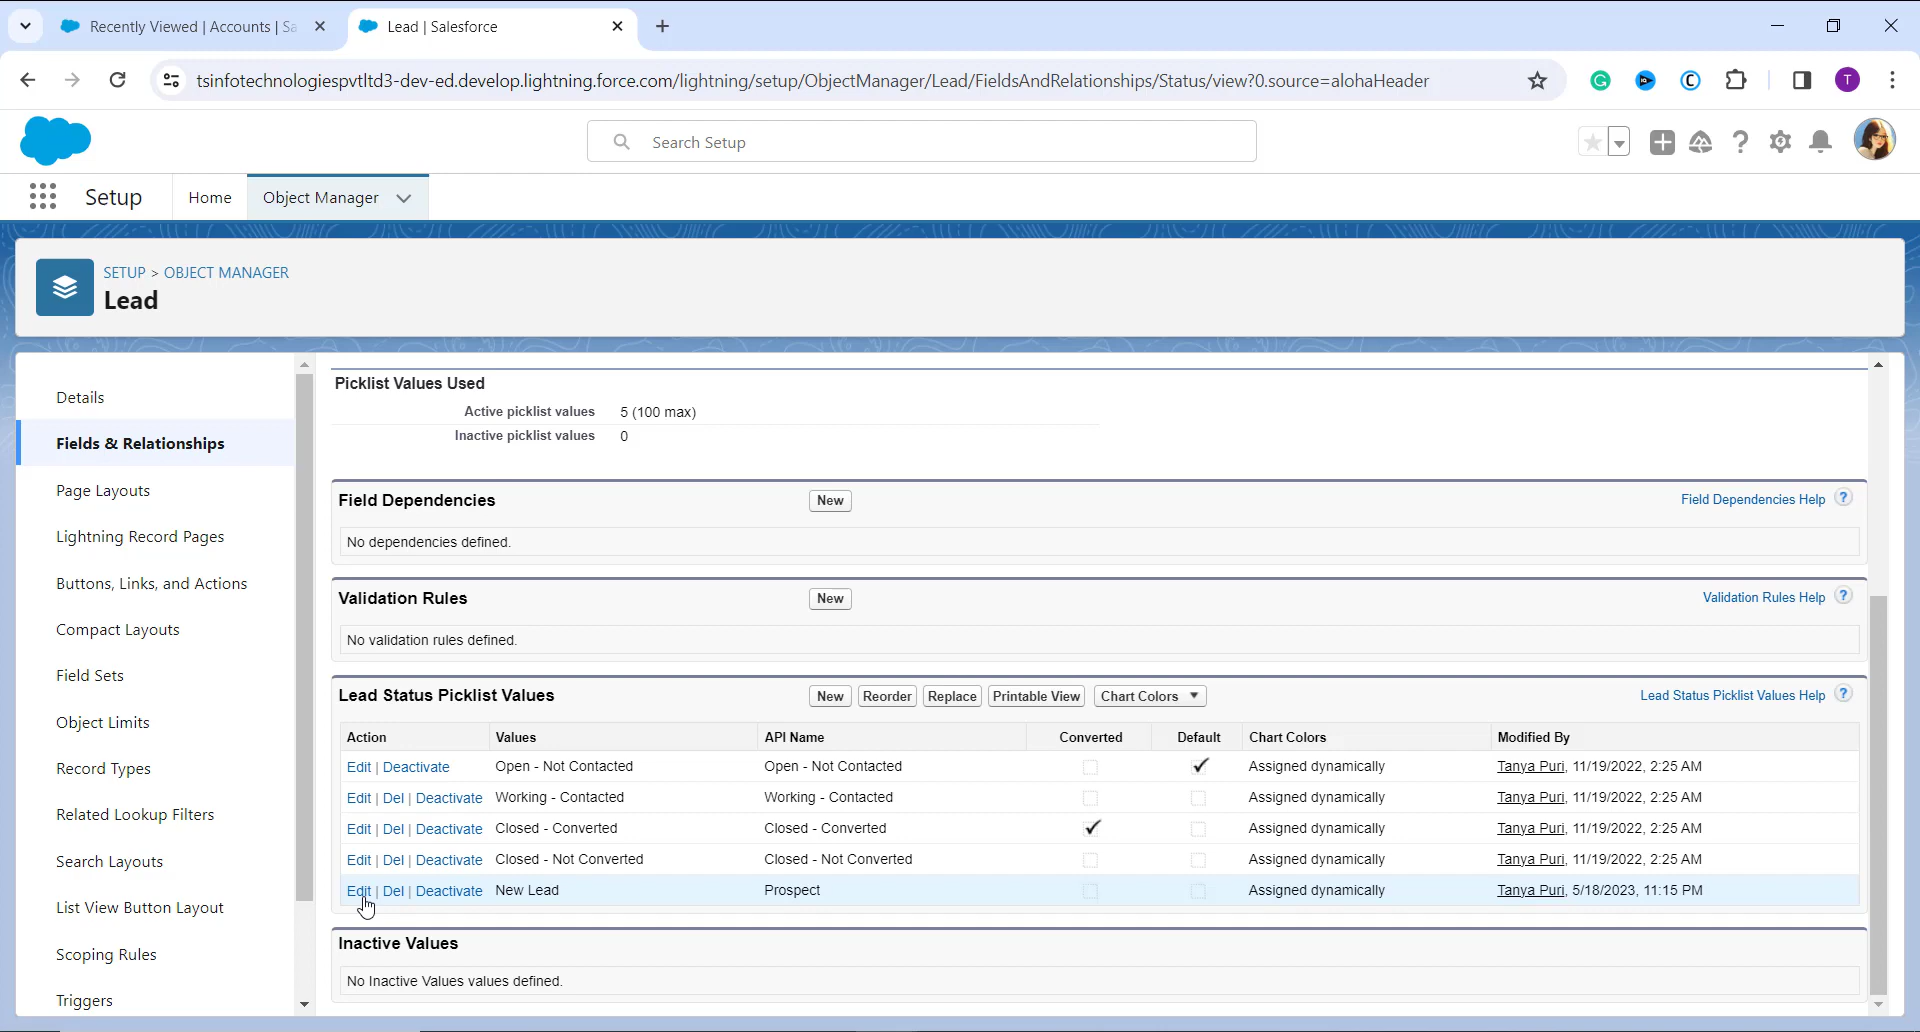 Recently Viewed | Accounts | Sa
Lead | Salesforce
tsinfotechnologiespvtltd3-dev-ed.develop.lightning.force.com/lightning/setup/ObjectManager/Lead/FieldsAndRelationships/Status/view?0.source=alohaHeader
T
Search Setup
Setup
Home
Object Manager
SETUP > OBJECT MANAGER
Lead
Details
Fields & Relationships
Page Layouts
Lightning Record Pages
Buttons, Links, and Actions
Compact Layouts
Field Sets
Object Limits
Record Types
Related Lookup Filters
Search Layouts
List View Button Layout
Scoping Rules
Triggers
Picklist Values Used
Active picklist values 5 (100 max)
Inactive picklist values 0
Field Dependencies New Field Dependencies Help ?
No dependencies defined.
Validation Rules New Validation Rules Help ?
No validation rules defined.
Lead Status Picklist Values New Reorder Replace Printable View Chart Colors Lead Status Picklist Values Help ?
Action Values API Name Converted Default Chart Colors Modified By
Edit | Deactivate Open - Not Contacted Open - Not Contacted Assigned dynamically Tanya Puri, 11/19/2022, 2:25 AM
Edit | Del | Deactivate Working - Contacted Working - Contacted Assigned dynamically Tanya Puri, 11/19/2022, 2:25 AM
Edit | Del | Deactivate Closed - Converted Closed - Converted Assigned dynamically Tanya Puri, 11/19/2022, 2:25 AM
Edit | Del | Deactivate Closed - Not Converted Closed - Not Converted Assigned dynamically Tanya Puri, 11/19/2022, 2:25 AM
Edit | Del | Deactivate New Lead Prospect Assigned dynamically Tanya Puri, 5/18/2023, 11:15 PM
Inactive Values
No Inactive Values values defined.